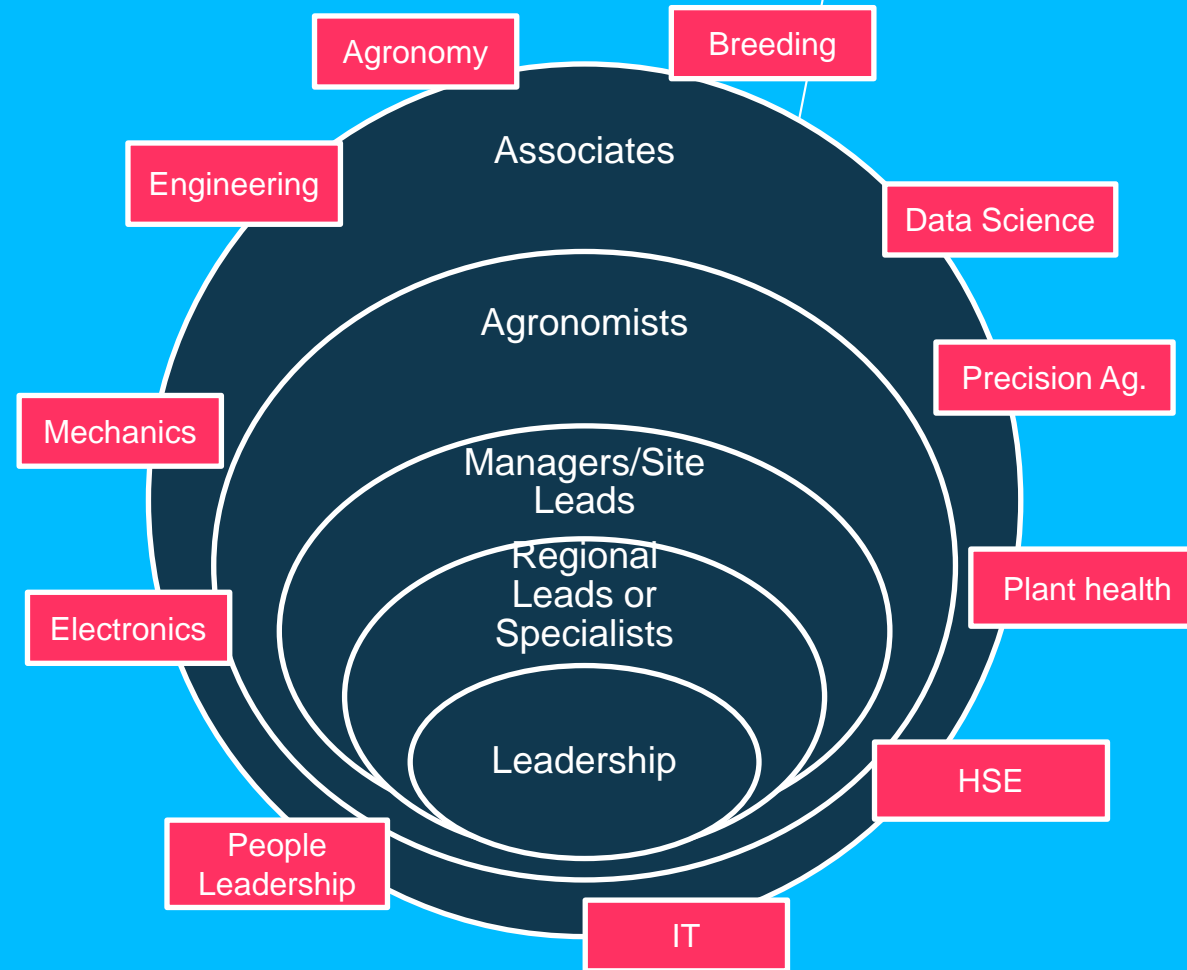 Breeding
Agronomy
Associates
Engineering
Data Science
Agronomists
Precision Ag.
Mechanics
Managers/Site
Leads
Regional
Leads or
Specialists
Plant health
Electronics
Leadership
HSE
People
Leadership
IT